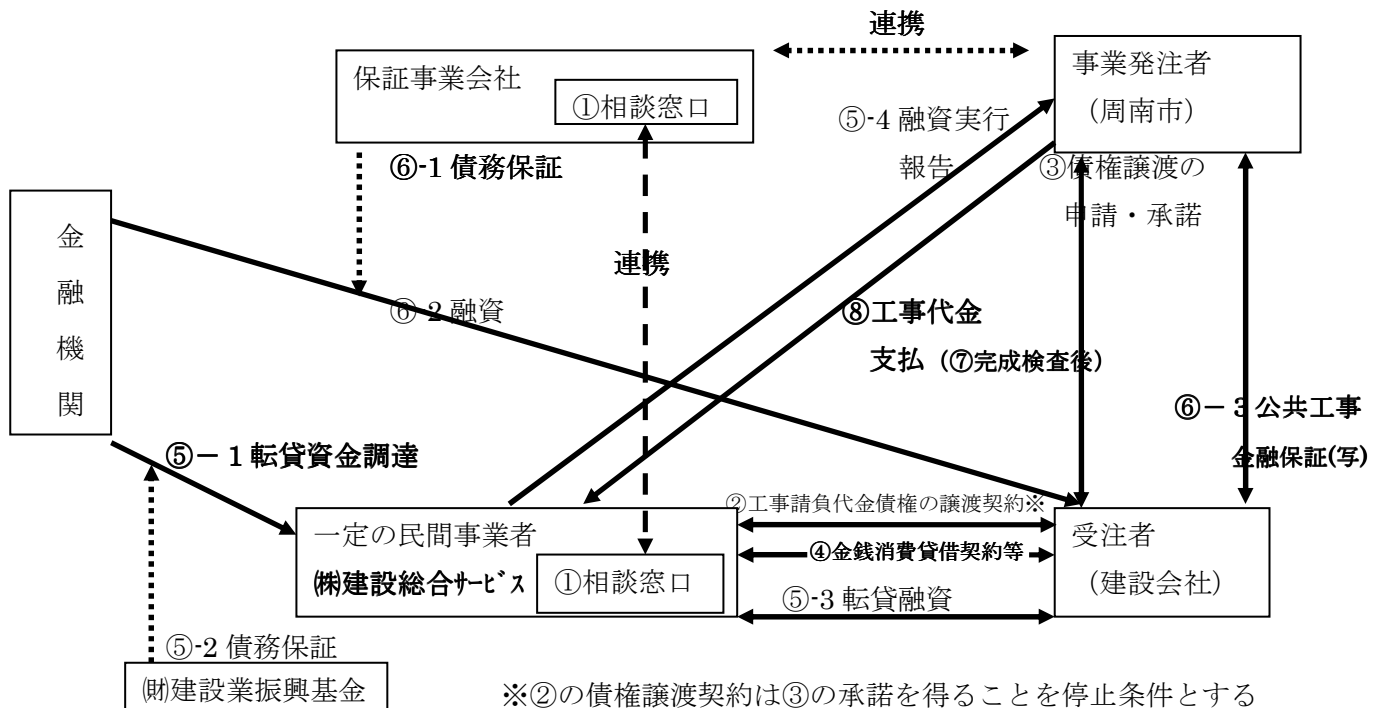 連携
保証事業会社
①相談窓口
事業発注者
（周南市）
⑤-4 融資実行
報告
③債権譲渡の
申請・承諾
⑥-1 債務保証
金
融
機
関
連携
⑥-2 融資
⑧工事代金
支払（⑦完成検査後）
⑥－３公共工事
金融保証(写)
⑤－１転貸資金調達
②工事請負代金債権の譲渡契約※
一定の民間事業者
㈱建設総合ｻｰﾋﾞｽ
①相談窓口
④金銭消費貸借契約等
受注者
（建設会社）
⑤-3 転貸融資
⑤-2 債務保証
㈶建設業振興基金
※②の債権譲渡契約は③の承諾を得ることを停止条件とする